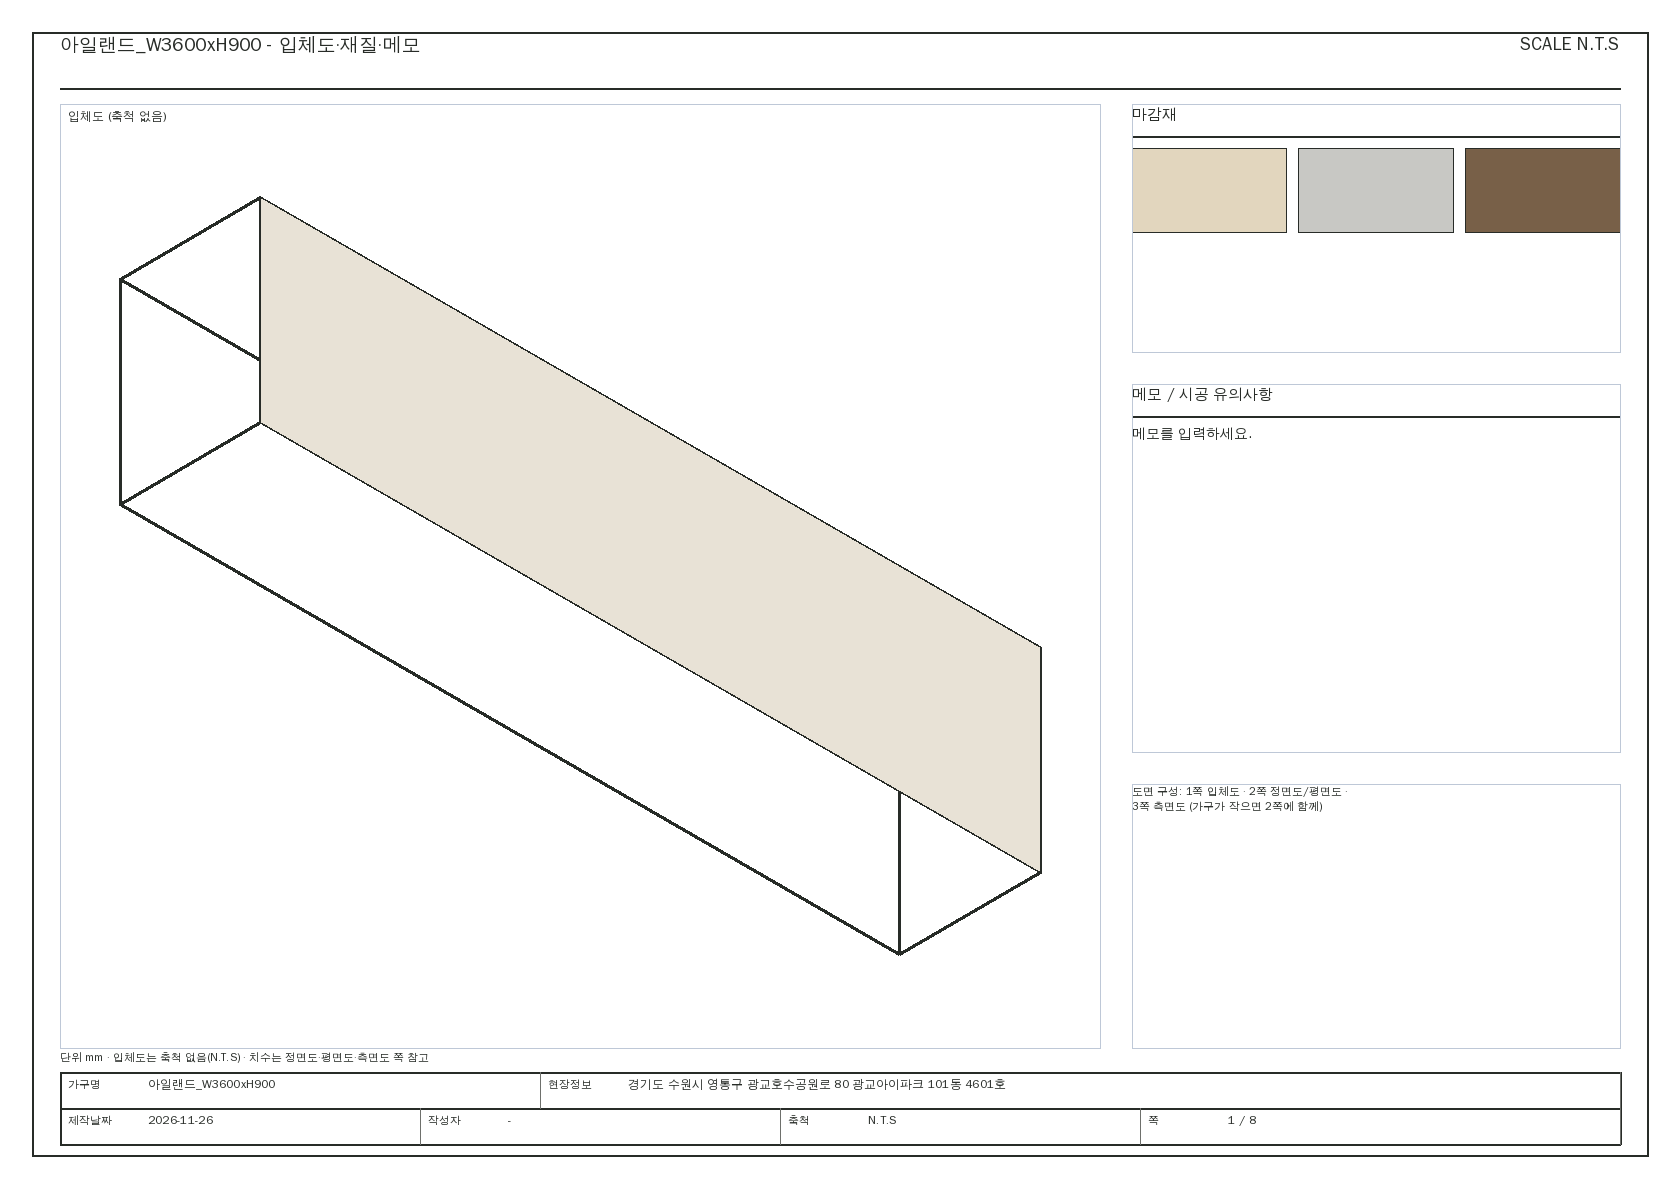 아일랜드_W3600xH900 - 입체도·재질·메모
SCALE N.T.S
입체도 (축척 없음)
마감재
메모 / 시공 유의사항
메모를 입력하세요.
도면 구성: 1쪽 입체도 · 2쪽 정면도/평면도 ·
3쪽 측면도 (가구가 작으면 2쪽에 함께)
단위 mm · 입체도는 축척 없음(N.T.S) · 치수는 정면도·평면도·측면도 쪽 참고
가구명 아일랜드_W3600xH900 현장정보 경기도 수원시 영통구 광교호수공원로 80 광교아이파크 101동 4601호
제작날짜 2026-11-26 작성자 - 축척 N.T.S 쪽 1 / 8